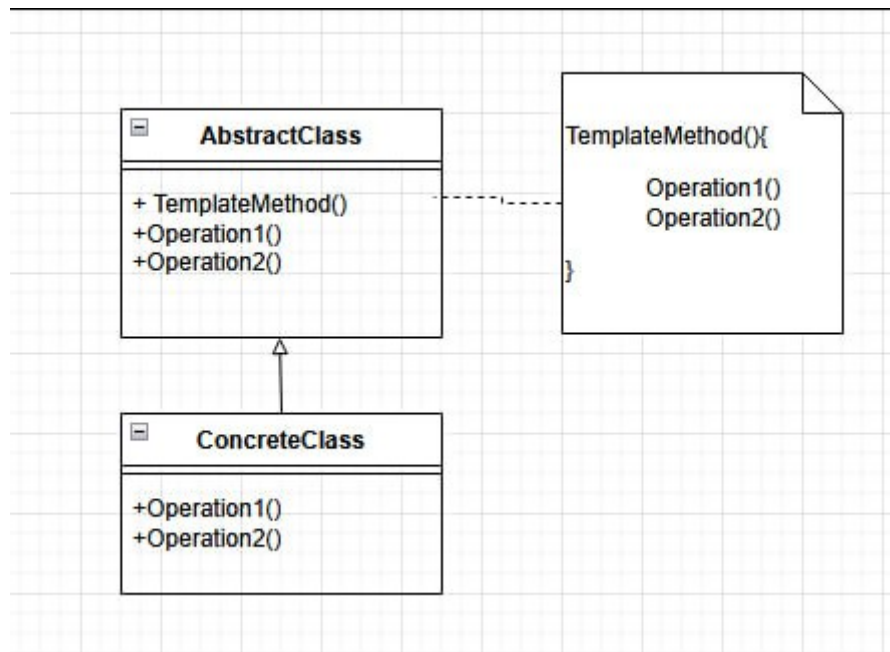 AbstractClass
+ TemplateMethod()
+Operation1()
+Operation2()
TemplateMethod(){
Operation1()
Operation2()
}
ConcreteClass
+Operation1()
+Operation2()